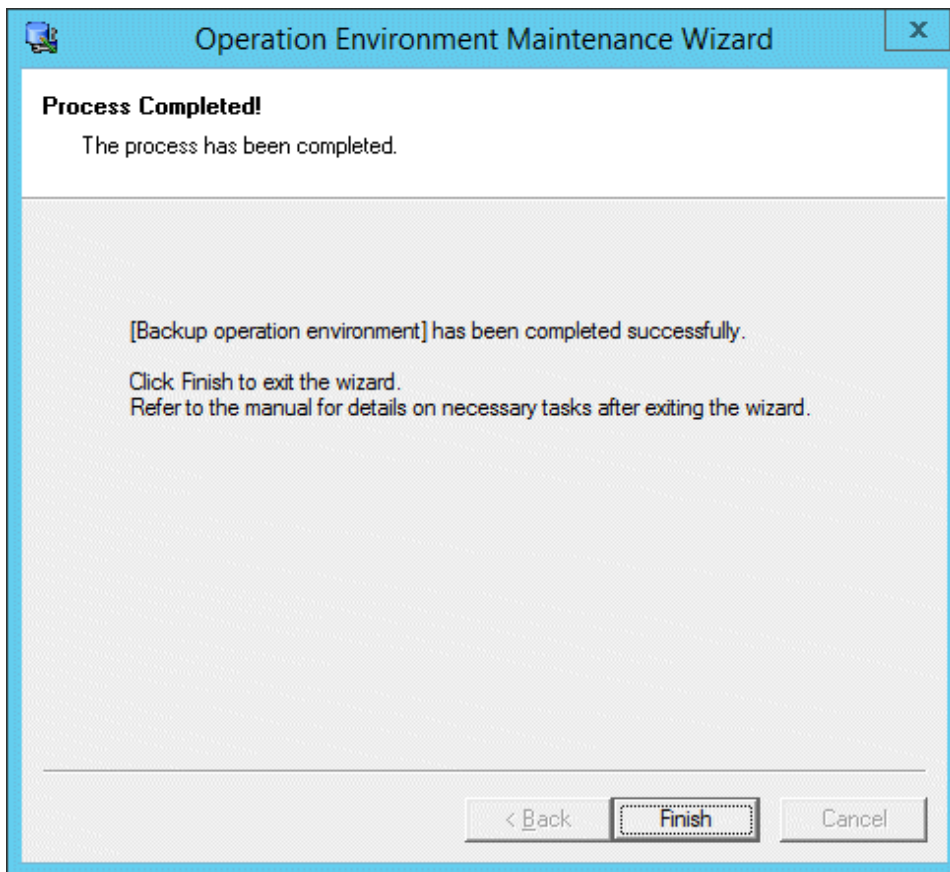 Operation Environment Maintenance Wizard
x
Process Completed!
The process has been completed.
[Backup operation environment] has been completed successfully.
Click Finish to exit the wizard.
Refer to the manual for details on necessary tasks after exiting the wizard.
< Back
Finish
Cancel